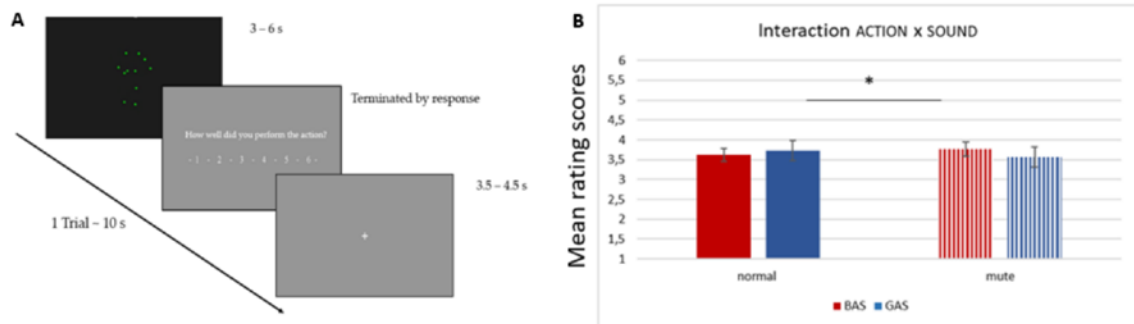 A
3 – 6 s
Terminated by response
How well did you perform the action?
- 1 - 2 - 3 - 4 - 5 - 6 -
3.5 – 4.5 s
1 Trial ~ 10 s
B
Interaction ACTION x SOUND
Mean rating scores
6
5,5
5
4,5
4
3,5
3
2,5
2
1,5
1
*
normal
mute
BAS
GAS